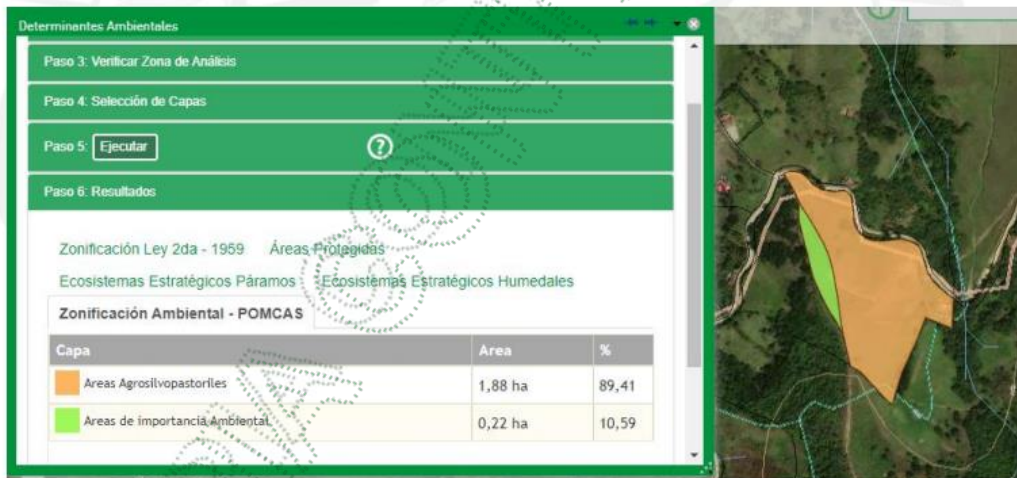 Determinantes Ambientales
Paso 3: Verificar Zona de Análisis
Paso 4: Selección de Capas
Paso 5: Ejecutar ?
Paso 6: Resultados
Zonificación Ley 2da - 1959 Áreas Protegidas
Ecosistemas Estratégicos Páramos Ecosistemas Estratégicos Humedales
Zonificación Ambiental - POMCAS
Capa Area %
Areas Agrosilvopastoriles 1,88 ha 89,41
Areas de importancia Ambiental 0,22 ha 10,59